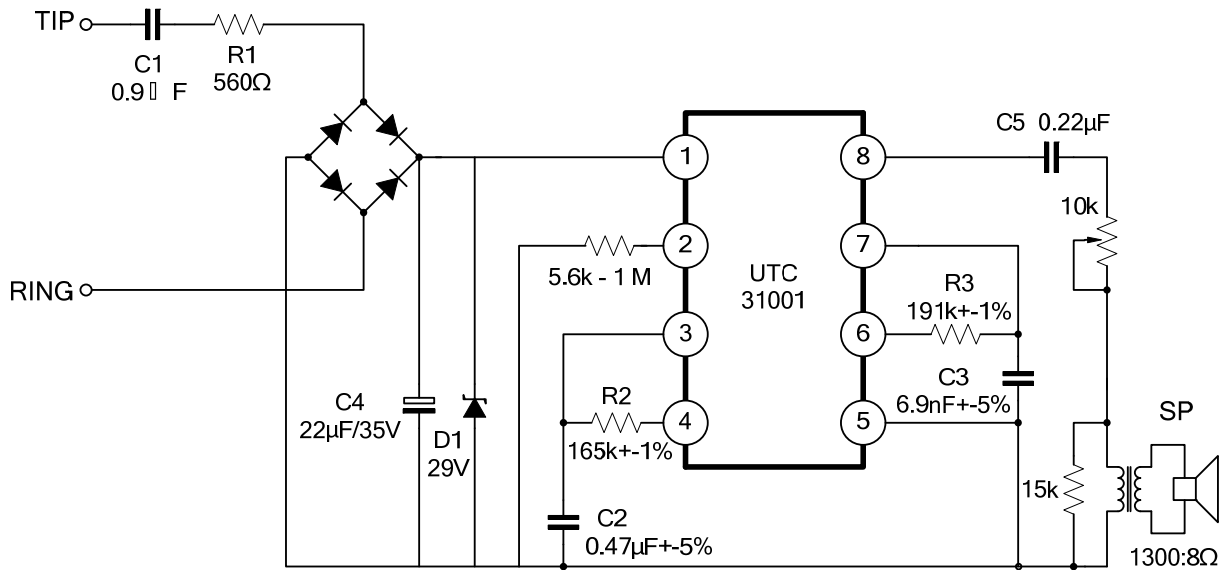 TIP
C1
0.9▯ F
R1
560Ω
RING
C4
22µF/35V
D1
29V
1
2
3
4
5.6k - 1 M
R2
165k+-1%
C2
0.47µF+-5%
UTC
31001
8
7
6
5
R3
191k+-1%
C3
6.9nF+-5%
C5 0.22µF
10k
15k
SP
1300:8Ω